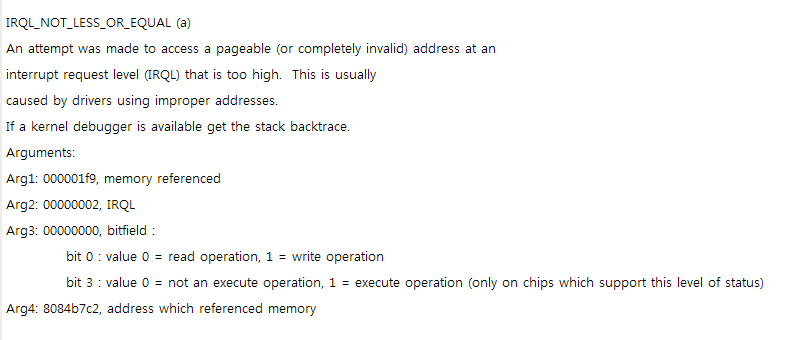 IRQL_NOT_LESS_OR_EQUAL (a)
An attempt was made to access a pageable (or completely invalid) address at an
interrupt request level (IRQL) that is too high.  This is usually
caused by drivers using improper addresses.
If a kernel debugger is available get the stack backtrace.
Arguments:
Arg1: 000001f9, memory referenced
Arg2: 00000002, IRQL
Arg3: 00000000, bitfield :
bit 0 : value 0 = read operation, 1 = write operation
bit 3 : value 0 = not an execute operation, 1 = execute operation (only on chips which support this level of status)
Arg4: 8084b7c2, address which referenced memory